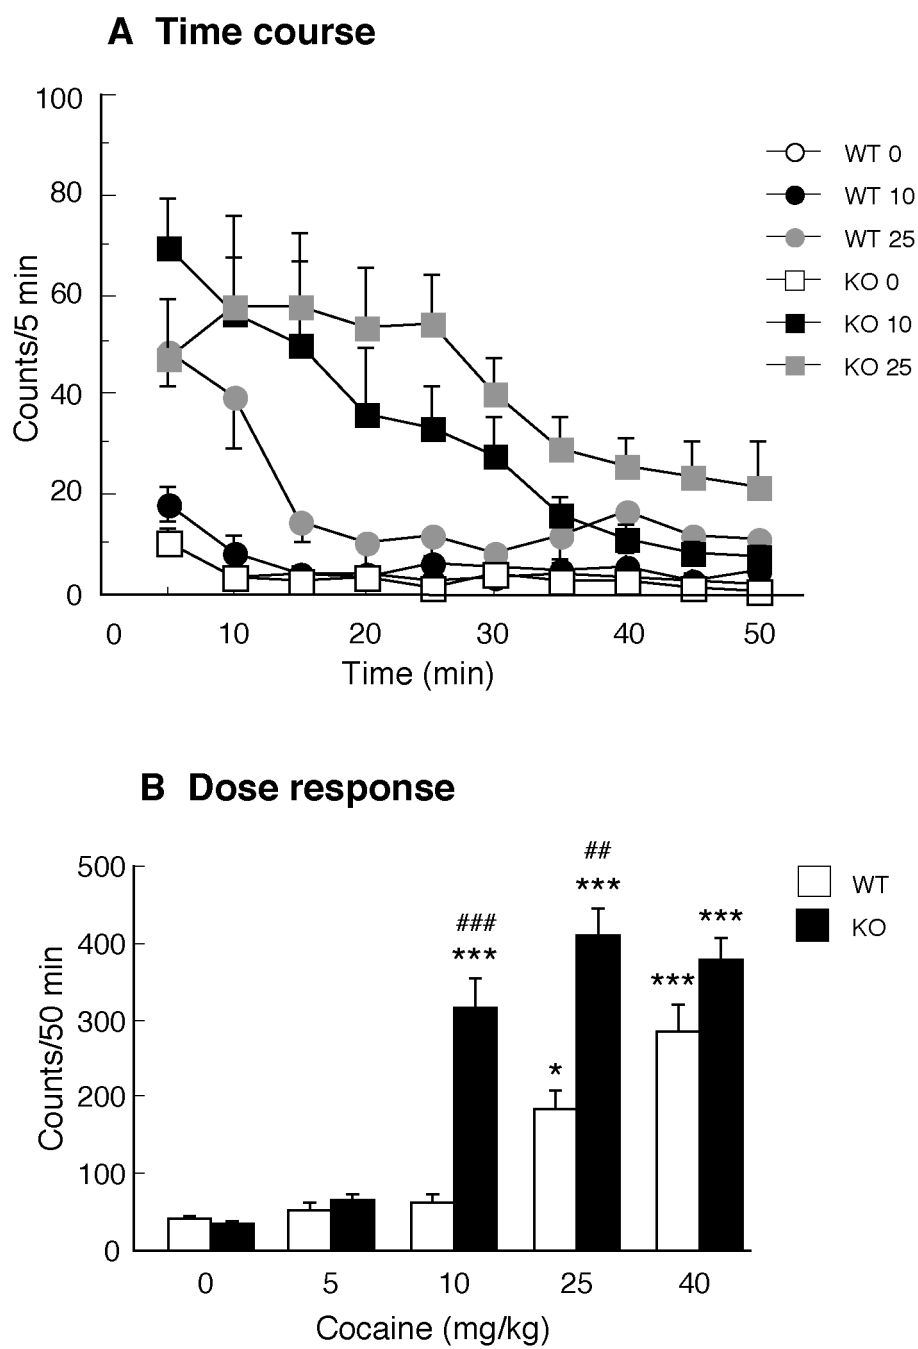 A Time course
100
80
60
40
20
0
Counts/5 min
0 10 20 30 40 50
Time (min)
WT 0
WT 10
WT 25
KO 0
KO 10
KO 25
B Dose response
500
400
300
200
100
0
Counts/50 min
###
***
*
##
***
***
***
0 5 10 25 40
Cocaine (mg/kg)
WT
KO